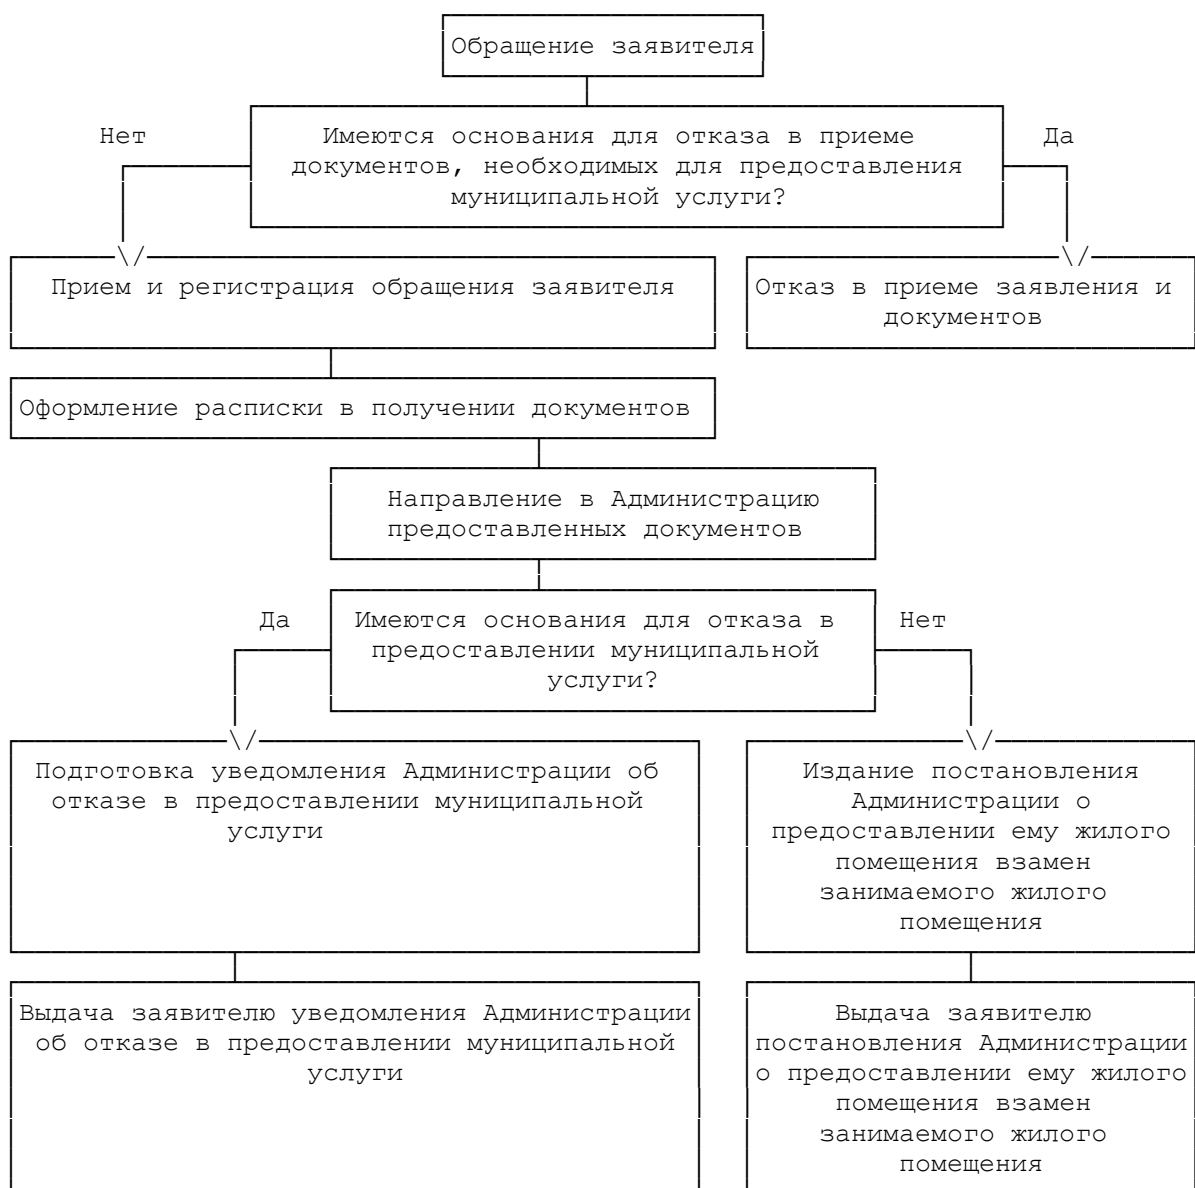 Обращение заявителя
Нет
Имеются основания для отказа в приеме
Да
документов, необходимых для предоставления
муниципальной услуги?
Прием и регистрация обращения заявителя
Отказ в приеме заявления и
документов
Оформление расписки в получении документов
Направление в Администрацию
предоставленных документов
Да
Имеются основания для отказа в
Нет
предоставлении муниципальной
услуги?
Подготовка уведомления Администрации об
отказе в предоставлении муниципальной
услуги
Издание постановления
Администрации о
предоставлении ему жилого
помещения взамен
занимаемого жилого
помещения
Выдача заявителю уведомления Администрации
об отказе в предоставлении муниципальной
услуги
Выдача заявителю
постановления Администрации
о предоставлении ему жилого
помещения взамен
занимаемого жилого
помещения